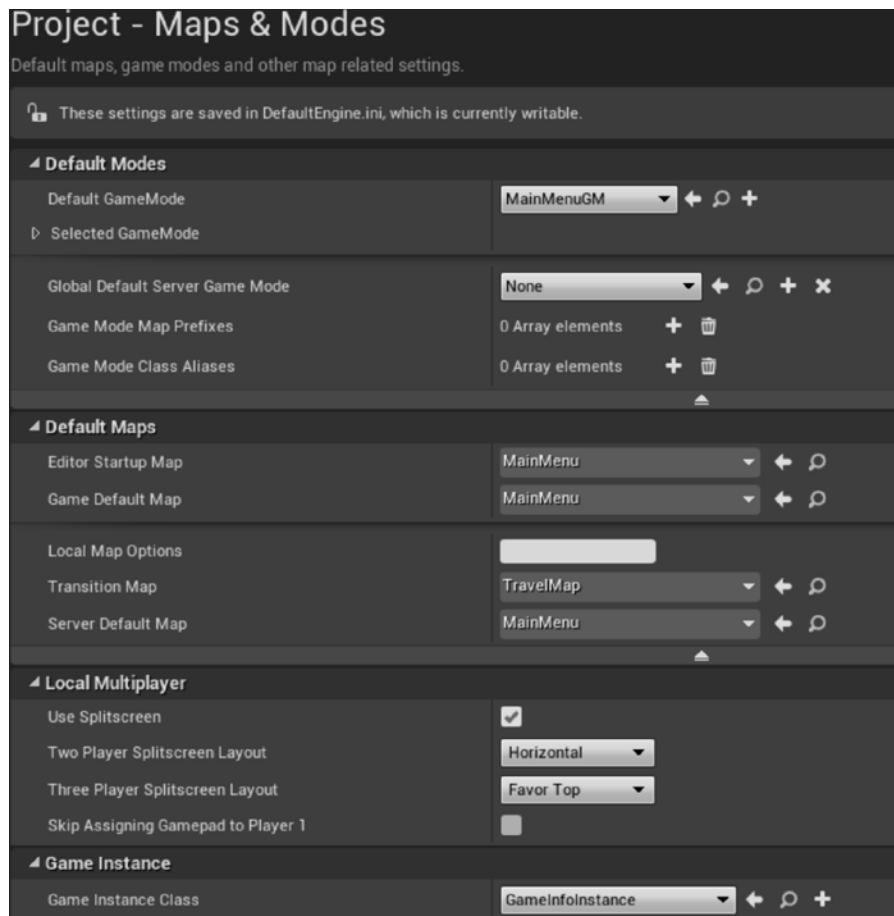 Project - Maps & Modes
Default maps, game modes and other map related settings.
These settings are saved in DefaultEngine.ini, which is currently writable.
Default Modes
Default GameMode MainMenuGM
Selected GameMode
Global Default Server Game Mode None
Game Mode Map Prefixes 0 Array elements
Game Mode Class Aliases 0 Array elements
Default Maps
Editor Startup Map MainMenu
Game Default Map MainMenu
Local Map Options
Transition Map TravelMap
Server Default Map MainMenu
Local Multiplayer
Use Splitscreen
Two Player Splitscreen Layout Horizontal
Three Player Splitscreen Layout Favor Top
Skip Assigning Gamepad to Player 1
Game Instance
Game Instance Class GameInfoInstance